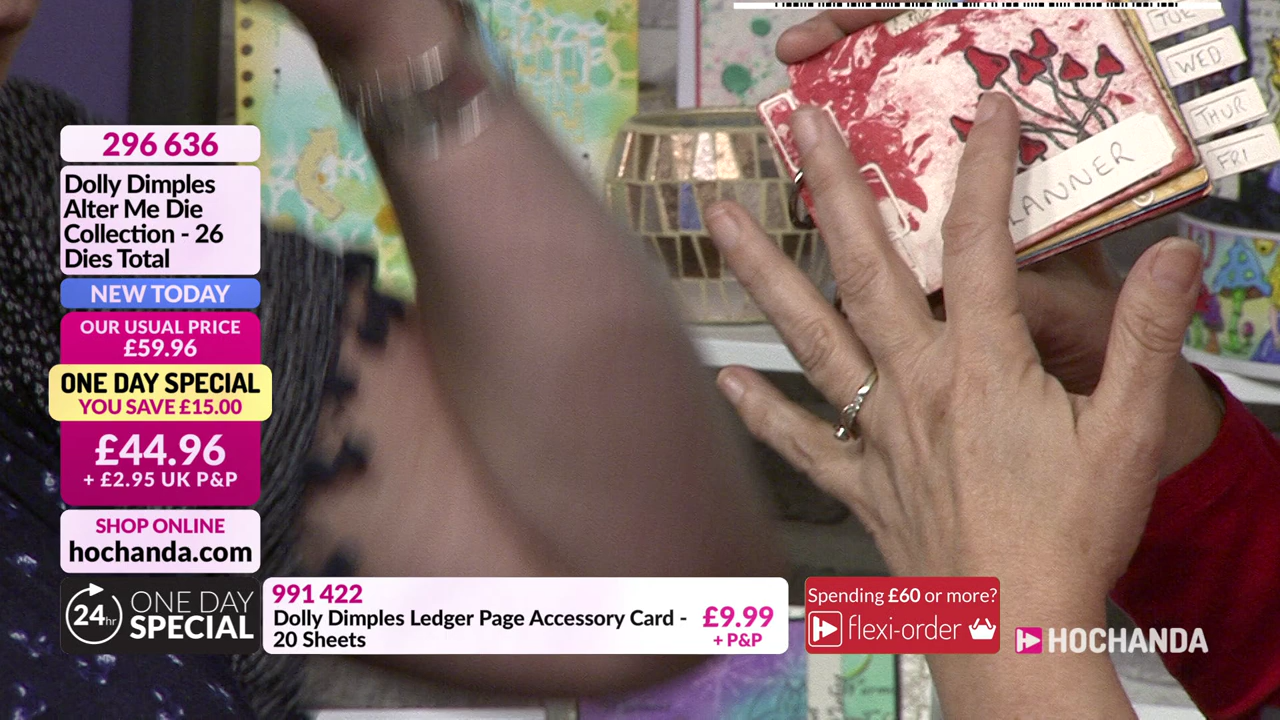 TUE
WED
THUR
FRI
LANNER
296 636
Dolly Dimples
Alter Me Die
Collection - 26
Dies Total
NEW TODAY
OUR USUAL PRICE
£59.96
ONE DAY SPECIAL
YOU SAVE £15.00
£44.96
+ £2.95 UK P&P
SHOP ONLINE
hochanda.com
24hr
ONE DAY
SPECIAL
991 422
Dolly Dimples Ledger Page Accessory Card -
20 Sheets
£9.99
+ P&P
Spending £60 or more?
flexi-order
HOCHANDA